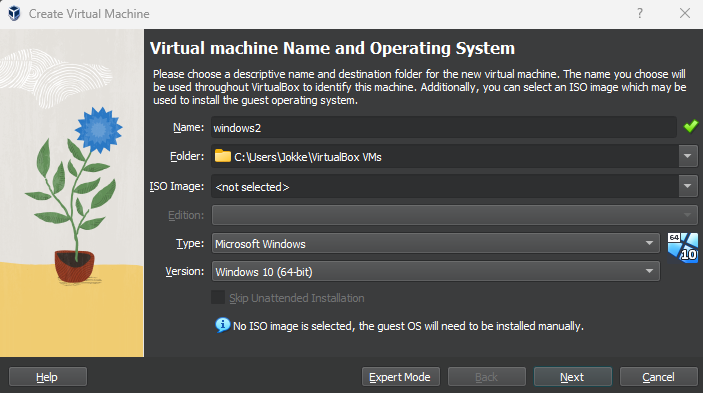 Create Virtual Machine
?
Virtual machine Name and Operating System
Please choose a descriptive name and destination folder for the new virtual machine. The name you choose will
be used throughout VirtualBox to identify this machine. Additionally, you can select an ISO image which may be
used to install the guest operating system.
Name: windows2
Folder: C:\Users\Jokke\VirtualBox VMs
ISO Image: <not selected>
Edition:
Type: Microsoft Windows 64
Version: Windows 10 (64-bit) 10
Skip Unattended Installation
No ISO image is selected, the guest OS will need to be installed manually.
Help Expert Mode Back Next Cancel